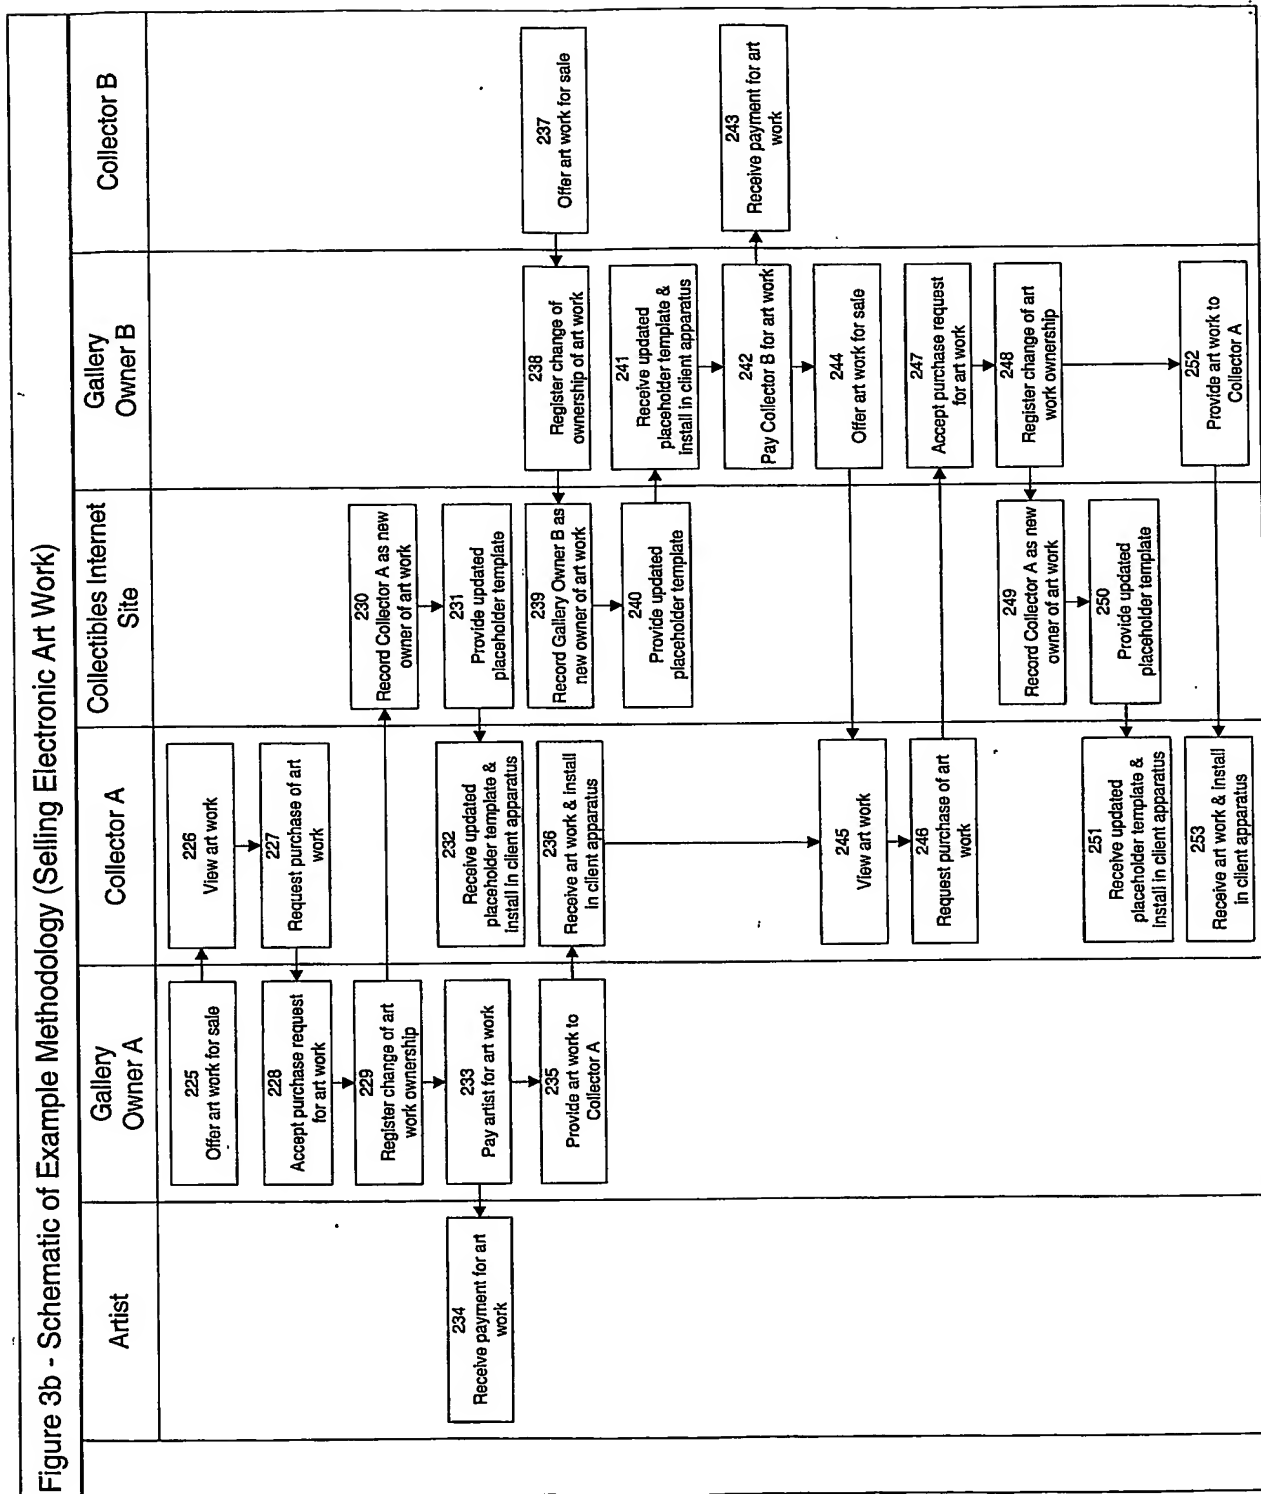 Figure 3b - Schematic of Example Methodology (Selling Electronic Art Work)
Artist
Gallery
Owner A
Collector A
Collectibles Internet
Site
Gallery
Owner B
Collector B
225
Offer art work for sale
226
View art work
227
Request purchase of art
work
228
Accept purchase request
for art work
229
Register change of art
work ownership
230
Record Collector A as new
owner of art work
231
Provide updated
placeholder template
232
Receive updated
placeholder template &
install in client apparatus
233
Pay artist for art work
234
Receive payment for art
work
235
Provide art work to
Collector A
236
Receive art work & install
in client apparatus
237
Offer art work for sale
238
Register change of
ownership of art work
239
Record Gallery Owner B as
new owner of art work
240
Provide updated
placeholder template
241
Receive updated
placeholder template &
install in client apparatus
242
Pay Collector B for art work
243
Receive payment for art
work
244
Offer art work for sale
245
View art work
246
Request purchase of art
work
247
Accept purchase request
for art work
248
Register change of art
work ownership
249
Record Collector A as new
owner of art work
250
Provide updated
placeholder template
251
Receive updated
placeholder template &
install in client apparatus
252
Provide art work to
Collector A
253
Receive art work & install
in client apparatus